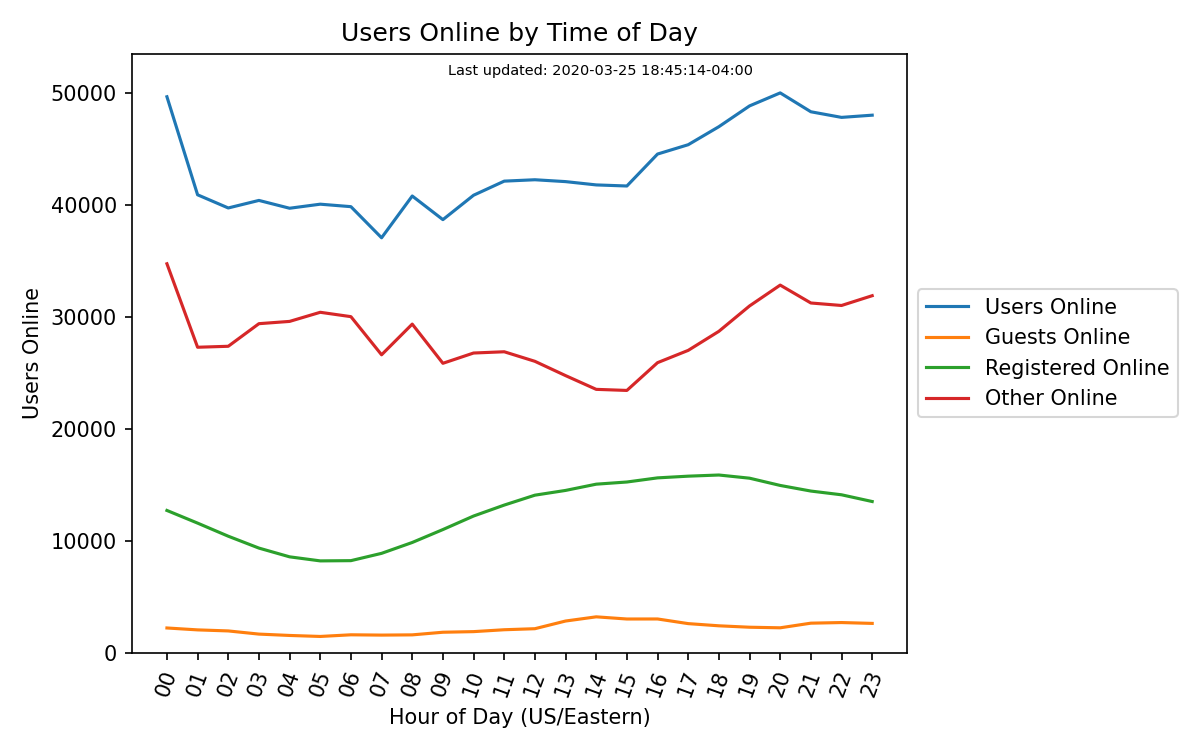 Users Online by Time of Day
Last updated: 2020-03-25 18:45:14-04:00
50000
40000
30000
20000
10000
0
Users Online
00 01 02 03 04 05 06 07 08 09 10 11 12 13 14 15 16 17 18 19 20 21 22 23
Hour of Day (US/Eastern)
Users Online
Guests Online
Registered Online
Other Online